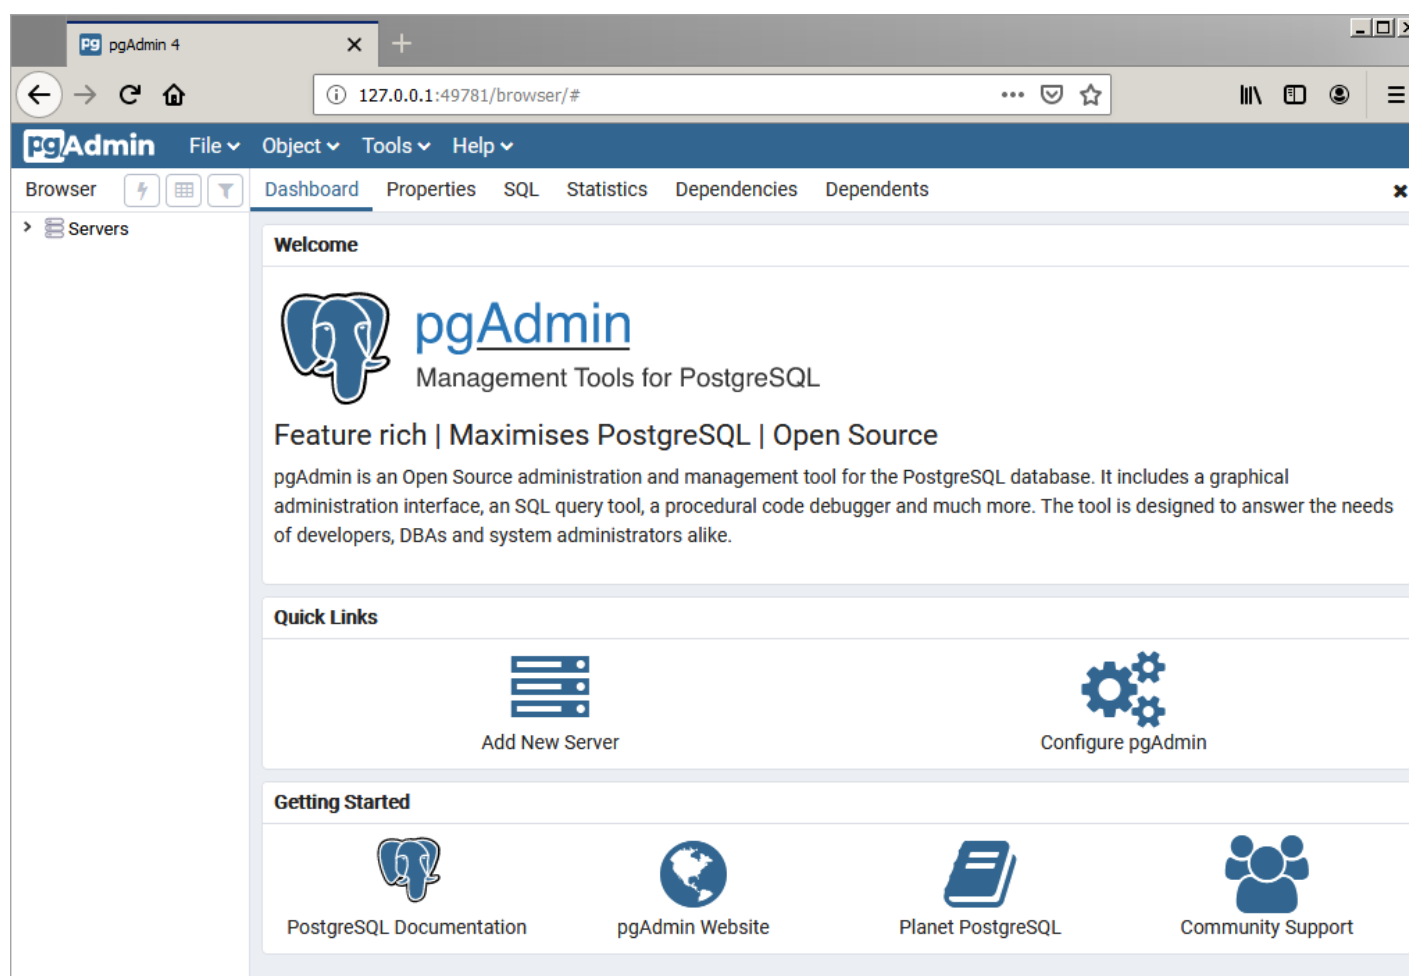 Pg pgAdmin 4
127.0.0.1:49781/browser/#
pgAdmin File Object Tools Help
Browser Dashboard Properties SQL Statistics Dependencies Dependents
Servers
Welcome
pgAdmin
Management Tools for PostgreSQL
Feature rich | Maximises PostgreSQL | Open Source
pgAdmin is an Open Source administration and management tool for the PostgreSQL database. It includes a graphical
administration interface, an SQL query tool, a procedural code debugger and much more. The tool is designed to answer the needs
of developers, DBAs and system administrators alike.
Quick Links
Add New Server Configure pgAdmin
Getting Started
PostgreSQL Documentation pgAdmin Website Planet PostgreSQL Community Support